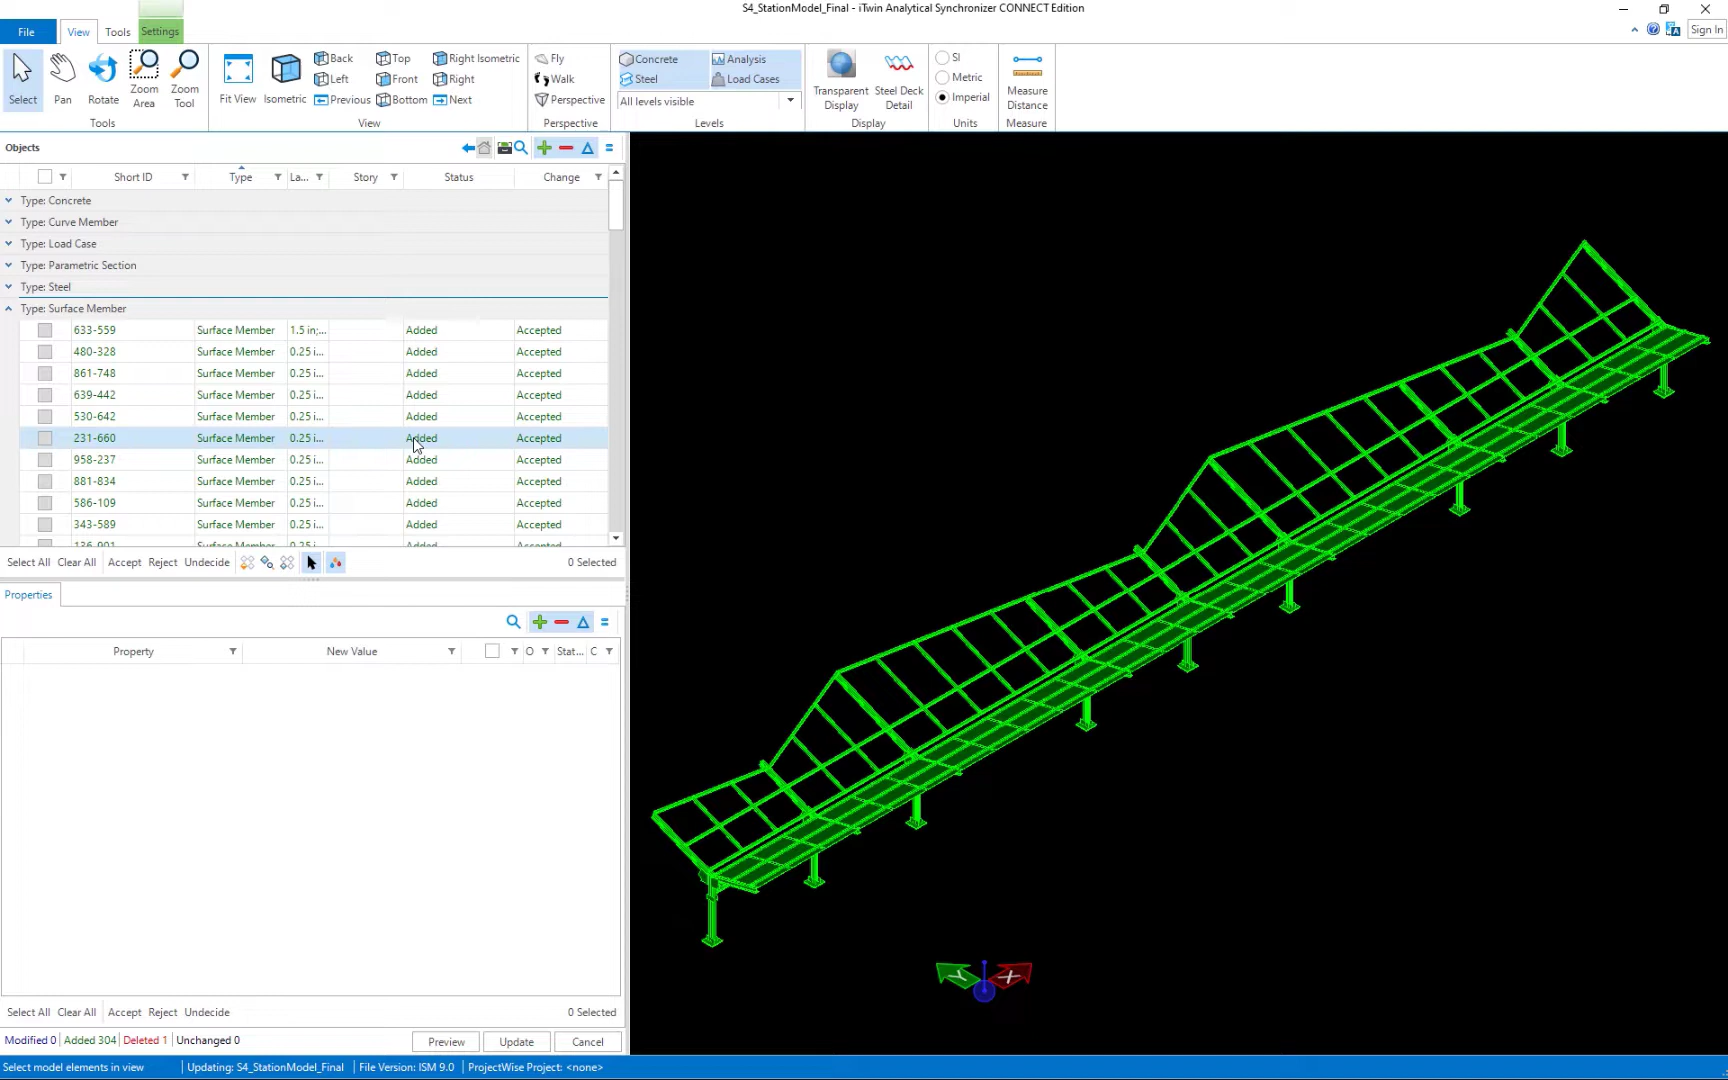 S4_StationModel_Final - iTwin Analytical Synchronizer CONNECT Edition
File View Tools Settings
Sign In
Select Pan Rotate Zoom Area Zoom Tool
Tools
Fit View Isometric
Back Top Right Isometric
Left Front Right
Previous Bottom Next
View
Fly
Walk
Perspective
Perspective
Concrete Analysis
Steel Load Cases
All levels visible
Levels
Transparent Display Steel Deck Detail
Display
SI
Metric
Imperial
Units
Measure Distance
Measure
Objects
Short ID Type La... Story Status Change
Type: Concrete
Type: Curve Member
Type: Load Case
Type: Parametric Section
Type: Steel
Type: Surface Member
633-559 Surface Member 1.5 in;... Added Accepted
480-328 Surface Member 0.25 i... Added Accepted
861-748 Surface Member 0.25 i... Added Accepted
639-442 Surface Member 0.25 i... Added Accepted
530-642 Surface Member 0.25 i... Added Accepted
231-660 Surface Member 0.25 i... Added Accepted
958-237 Surface Member 0.25 i... Added Accepted
881-834 Surface Member 0.25 i... Added Accepted
586-109 Surface Member 0.25 i... Added Accepted
343-589 Surface Member 0.25 i... Added Accepted
Surface Member 0.25 i... Added Accepted
Select All Clear All Accept Reject Undecide 0 Selected
Properties
Property New Value O Stat... C
Select All Clear All Accept Reject Undecide 0 Selected
Modified 0 Added 304 Deleted 1 Unchanged 0 Preview Update Cancel
Select model elements in view Updating: S4_StationModel_Final File Version: ISM 9.0 ProjectWise Project: <none>
Y X